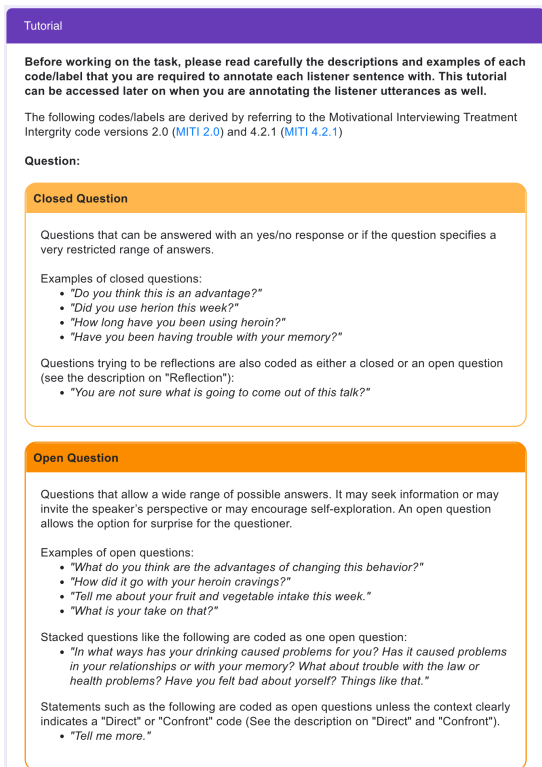 Tutorial
Before working on the task, please read carefully the descriptions and examples of each
code/label that you are required to annotate each listener sentence with. This tutorial
can be accessed later on when you are annotating the listener utterances as well.
The following codes/labels are derived by referring to the Motivational Interviewing Treatment
Intergrity code versions 2.0 (MITI 2.0) and 4.2.1 (MITI 4.2.1)
Question:
Closed Question
Questions that can be answered with an yes/no response or if the question specifies a
very restricted range of answers.
Examples of closed questions:
• "Do you think this is an advantage?"
• "Did you use herion this week?"
• "How long have you been using heroin?"
• "Have you been having trouble with your memory?"
Questions trying to be reflections are also coded as either a closed or an open question
(see the description on "Reflection"):
• "You are not sure what is going to come out of this talk?"
Open Question
Questions that allow a wide range of possible answers. It may seek information or may
invite the speaker's perspective or may encourage self-exploration. An open question
allows the option for surprise for the questioner.
Examples of open questions:
• "What do you think are the advantages of changing this behavior?"
• "How did it go with your heroin cravings?"
• "Tell me about your fruit and vegetable intake this week."
• "What is your take on that?"
Stacked questions like the following are coded as one open question:
• "In what ways has your drinking caused problems for you? Has it caused problems
in your relationships or with your memory? What about trouble with the law or
health problems? Have you felt bad about yorself? Things like that."
Statements such as the following are coded as open questions unless the context clearly
indicates a "Direct" or "Confront" code (See the description on "Direct" and "Confront").
• "Tell me more."